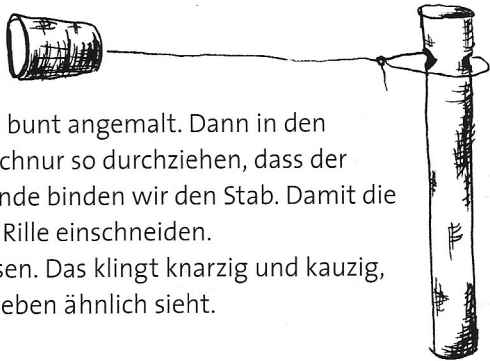 bunt angemalt. Dann in den
chnur so durchziehen, dass der
nde binden wir den Stab. Damit die
Rille einschneiden.
sen. Das klingt knarzig und kauzig,
eben ähnlich sieht.